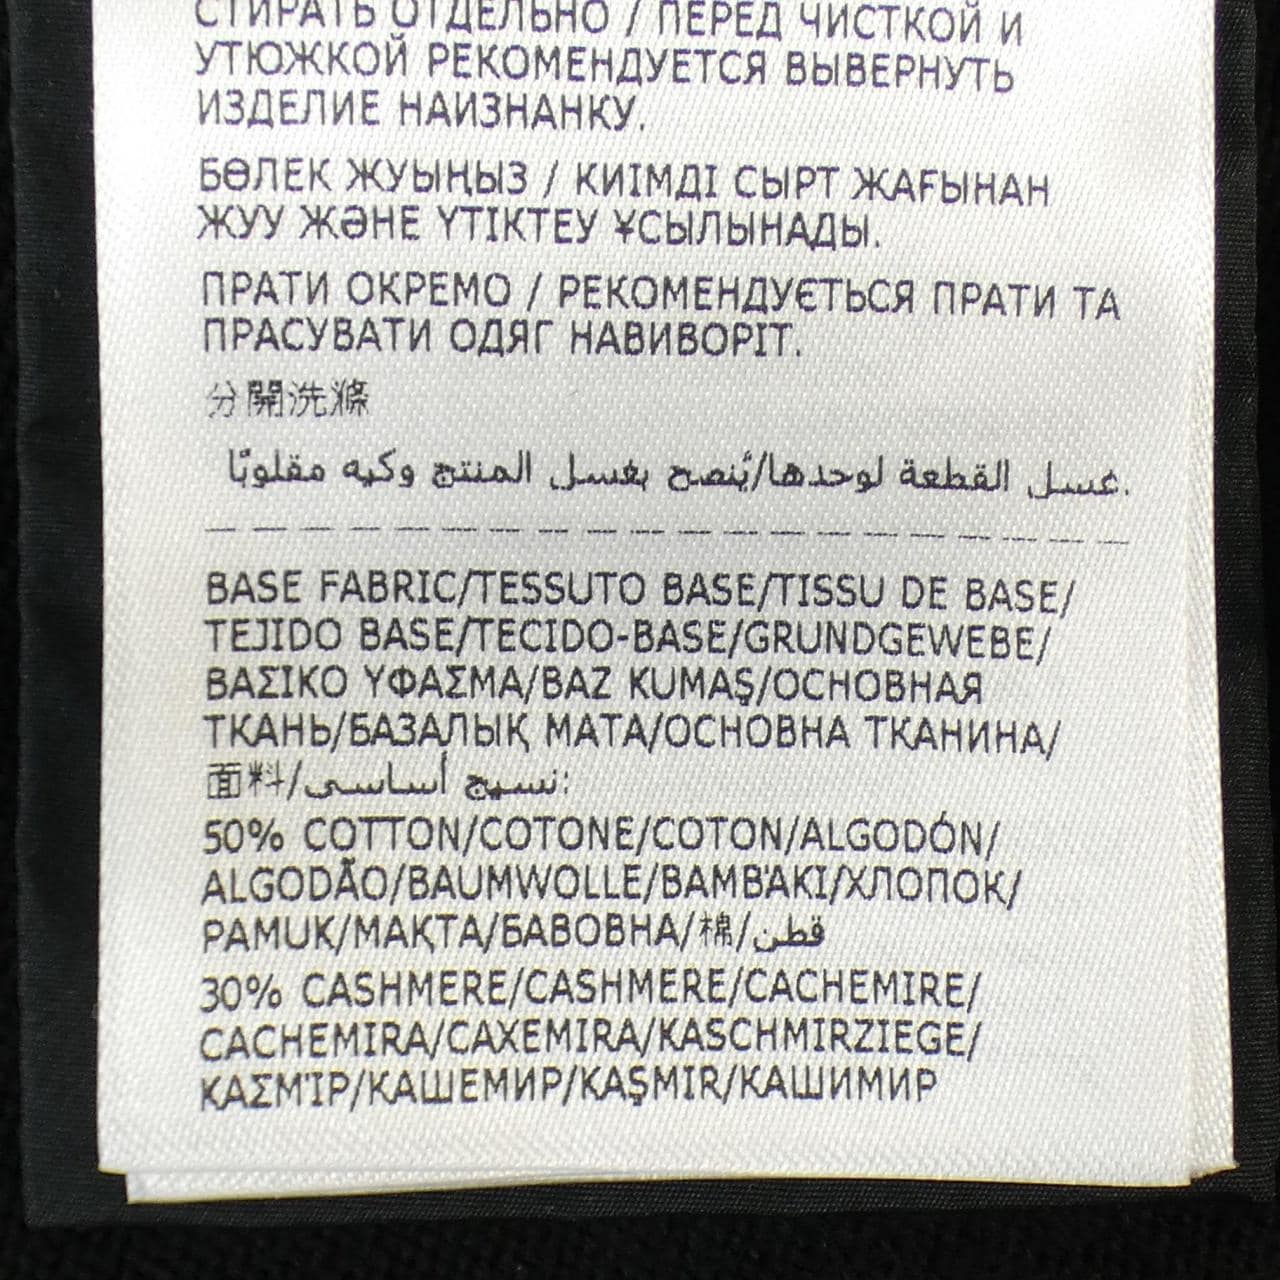 СТИРАТЬ ОТДЕЛЬНО / ПЕРЕД ЧИСТКОЙ И
УТЮЖКОЙ РЕКОМЕНДУЕТСЯ ВЫВЕРНУТЬ
ИЗДЕЛИЕ НАИЗНАНКУ.
БӨЛЕК ЖУЫҢЫЗ / КИІМДІ СЫРТ ЖАҒЫНАН
ЖУУ ЖӘНЕ ҮТІКТЕУ ҰСЫЛЫНАДЫ.
ПРАТИ ОКРЕМО / РЕКОМЕНДУЄТЬСЯ ПРАТИ ТА
ПРАСУВАТИ ОДЯГ НАВИВОРІТ.
分開洗滌
غسل القطعة لوحدها/يُنصح بغسل المنتج وكيه مقلوبًا.
BASE FABRIC/TESSUTO BASE/TISSU DE BASE/
TEJIDO BASE/TECIDO-BASE/GRUNDGEWEBE/
ΒΑΣΙΚΟ ΥΦΑΣΜΑ/BAZ KUMAŞ/ОСНОВНАЯ
ТКАНЬ/БАЗАЛЫҚ МАТА/ОСНОВНА ТКАНИНА/
面料/نسيج أساسي:
50% COTTON/COTONE/COTON/ALGODÓN/
ALGODÃO/BAUMWOLLE/ΒΑΜΒ'ΑΚΙ/ХЛОПОК/
PAMUK/МАҚТА/БАВОВНА/棉/قطن
30% CASHMERE/CASHMERE/CACHEMIRE/
CACHEMIRA/CAXEMIRA/KASCHMIRZIEGE/
ΚΑΣΜ'ΙΡ/КАШЕМИР/KAŞMIR/КАШИМИР